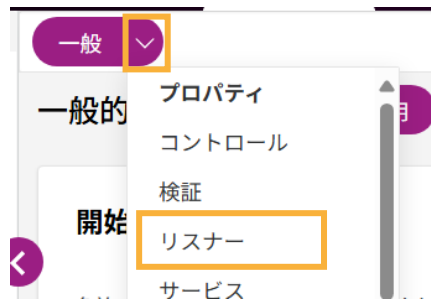 一般
プロパティ
一般的
コントロール
検証
開始
リスナー
サービス